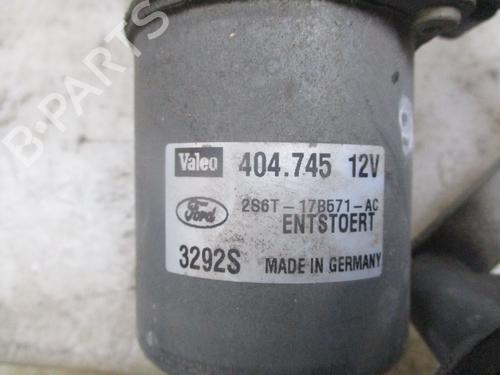 B-PARTS
Valeo 404.745 12V
Ford 2S6T-17B571-AC
ENTSTOERT
3292S MADE IN GERMANY